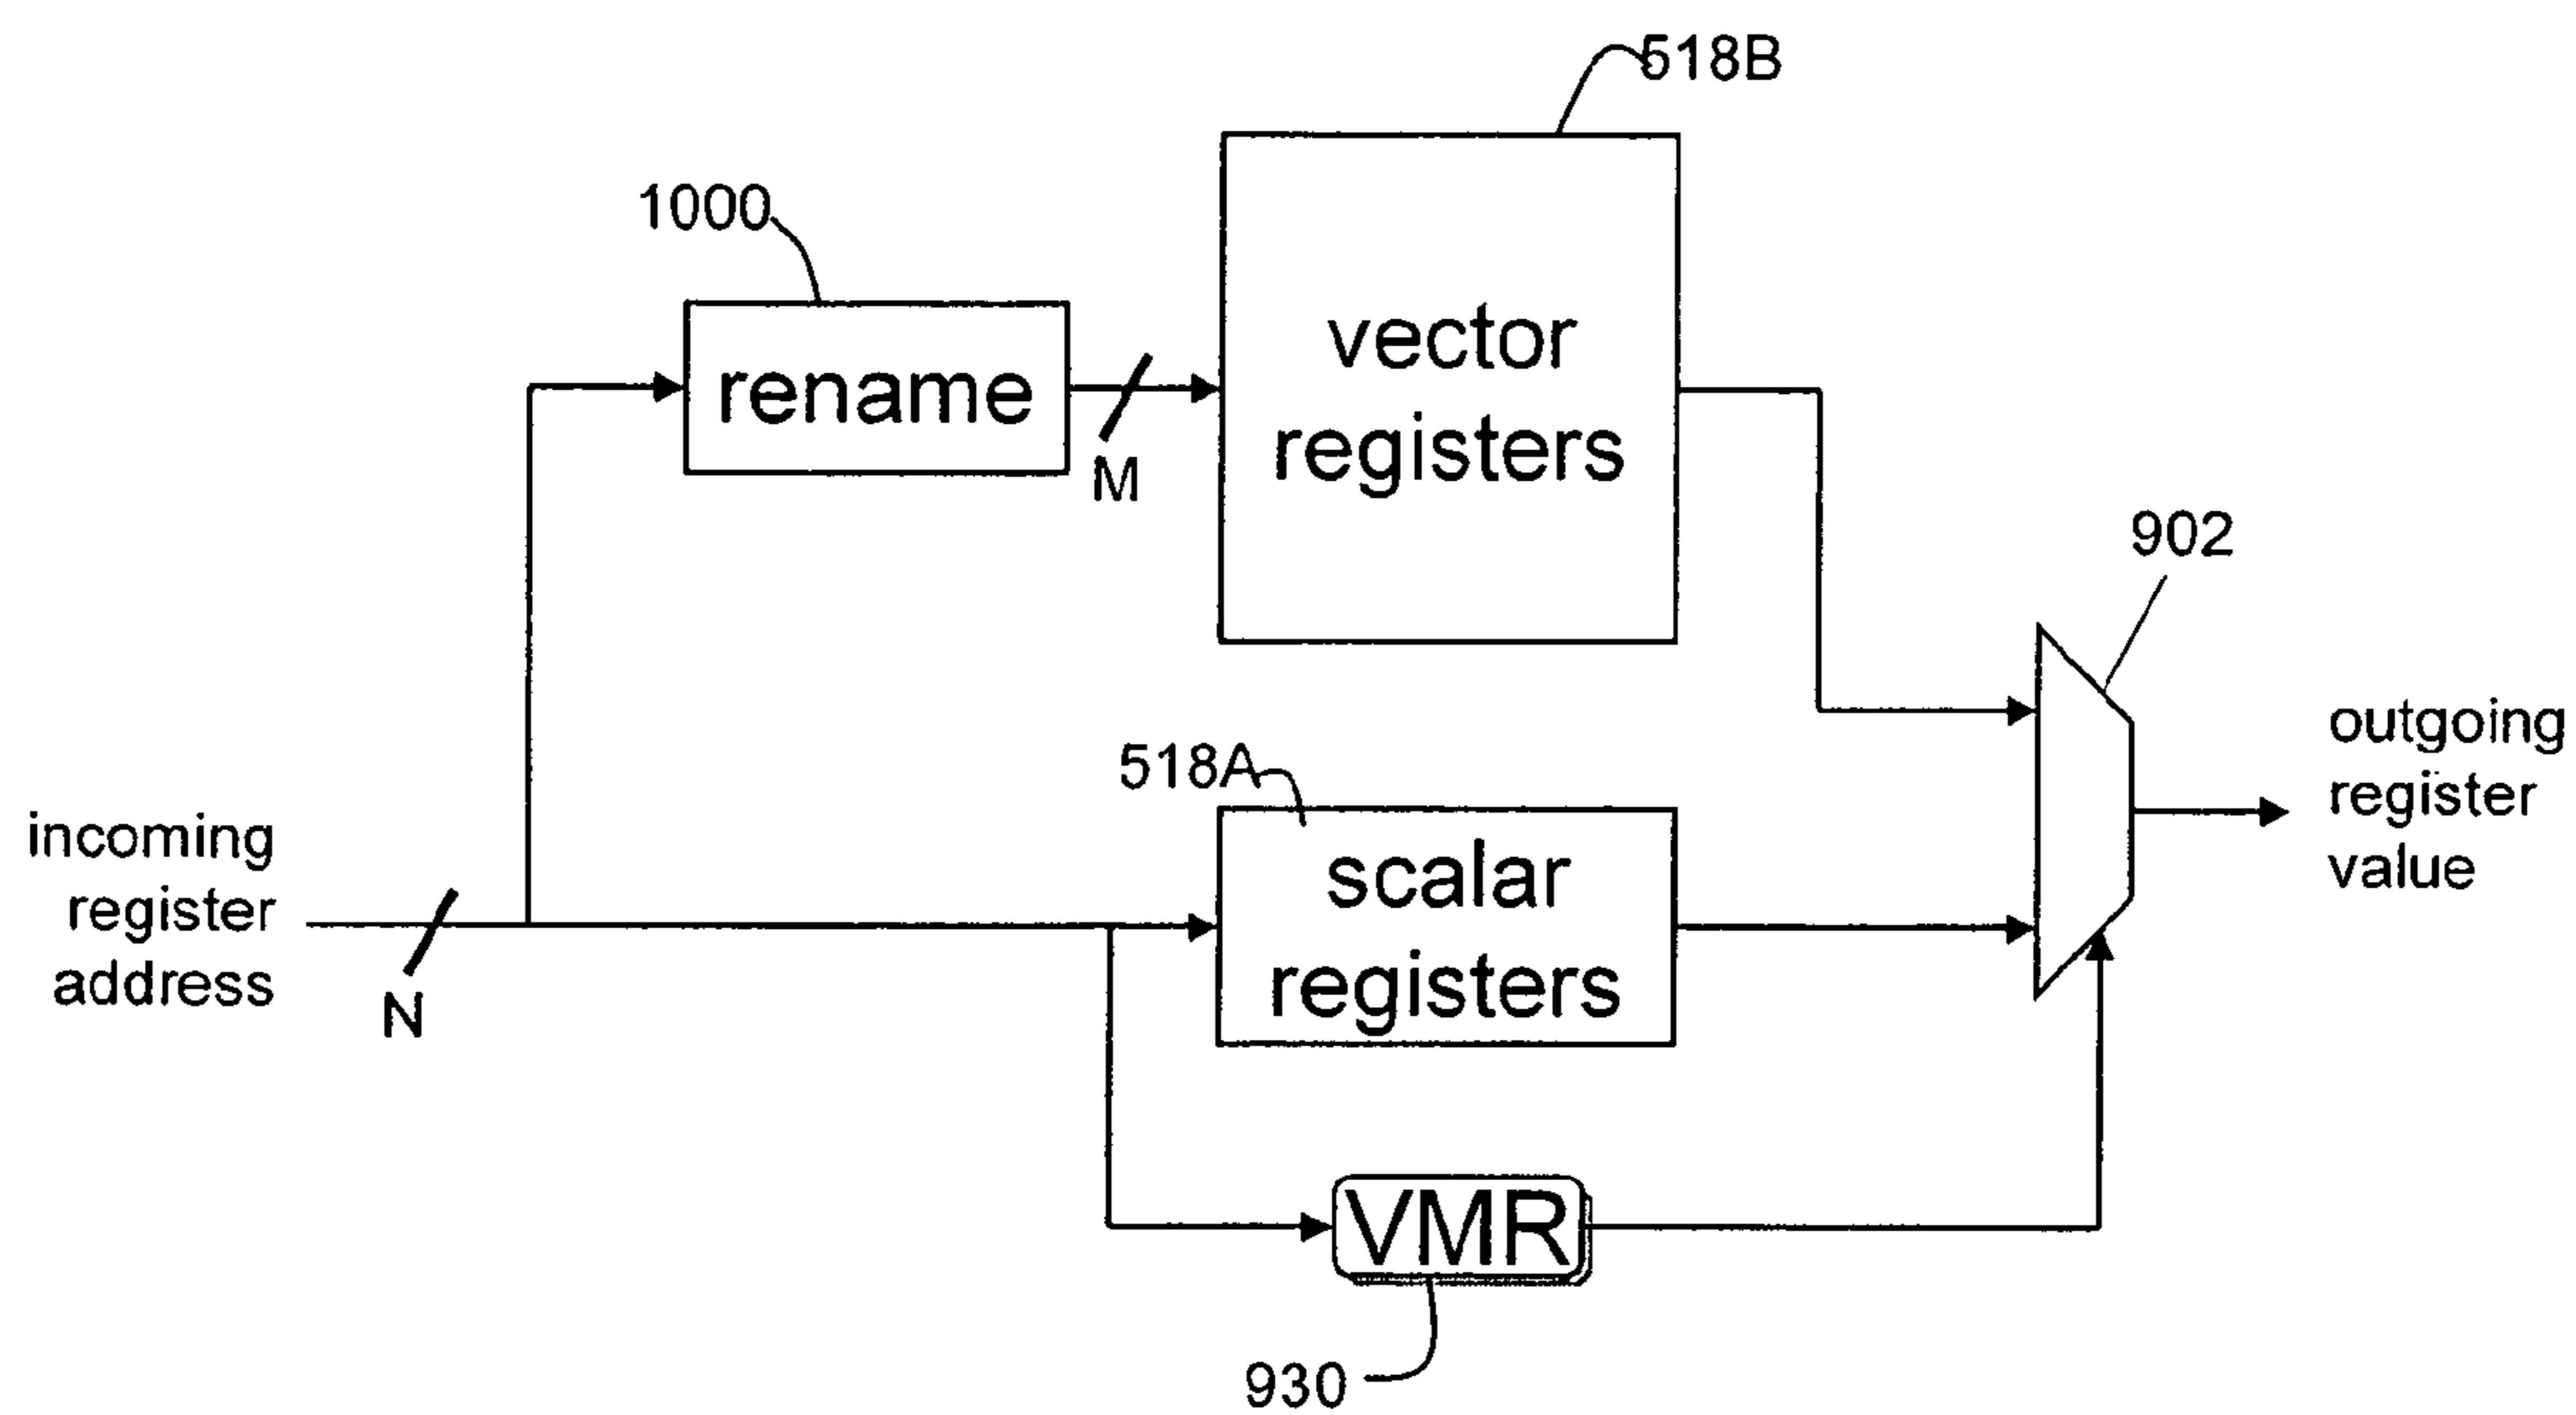 518B
1000
vector
registers
rename
M
902
outgoing
register
value
518A
scalar
registers
incoming
register
address
N
VMR
930